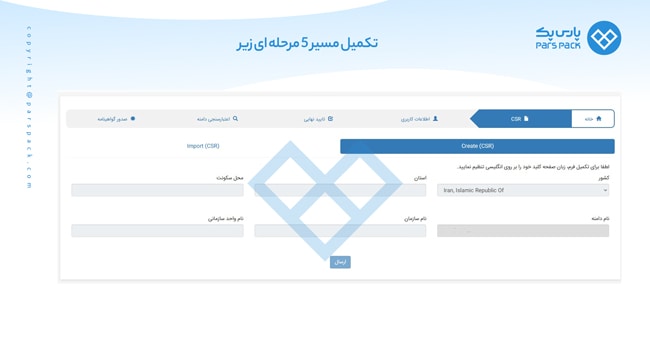 پارس پک
PARS PACK
تکمیل مسیر 5 مرحله ای زیر
copyright@parspack.com
خانه
CSR
اطلاعات کاربری
تایید نهایی
اعتبارسنجی دامنه
صدور گواهینامه
Create (CSR)
Import (CSR)
لطفا برای تکمیل فرم، زبان صفحه کلید خود را بر روی انگلیسی تنظیم نمایید.
کشور
استان
محل سکونت
Iran, Islamic Republic Of
نام دامنه
نام سازمان
نام واحد سازمانی
ارسال